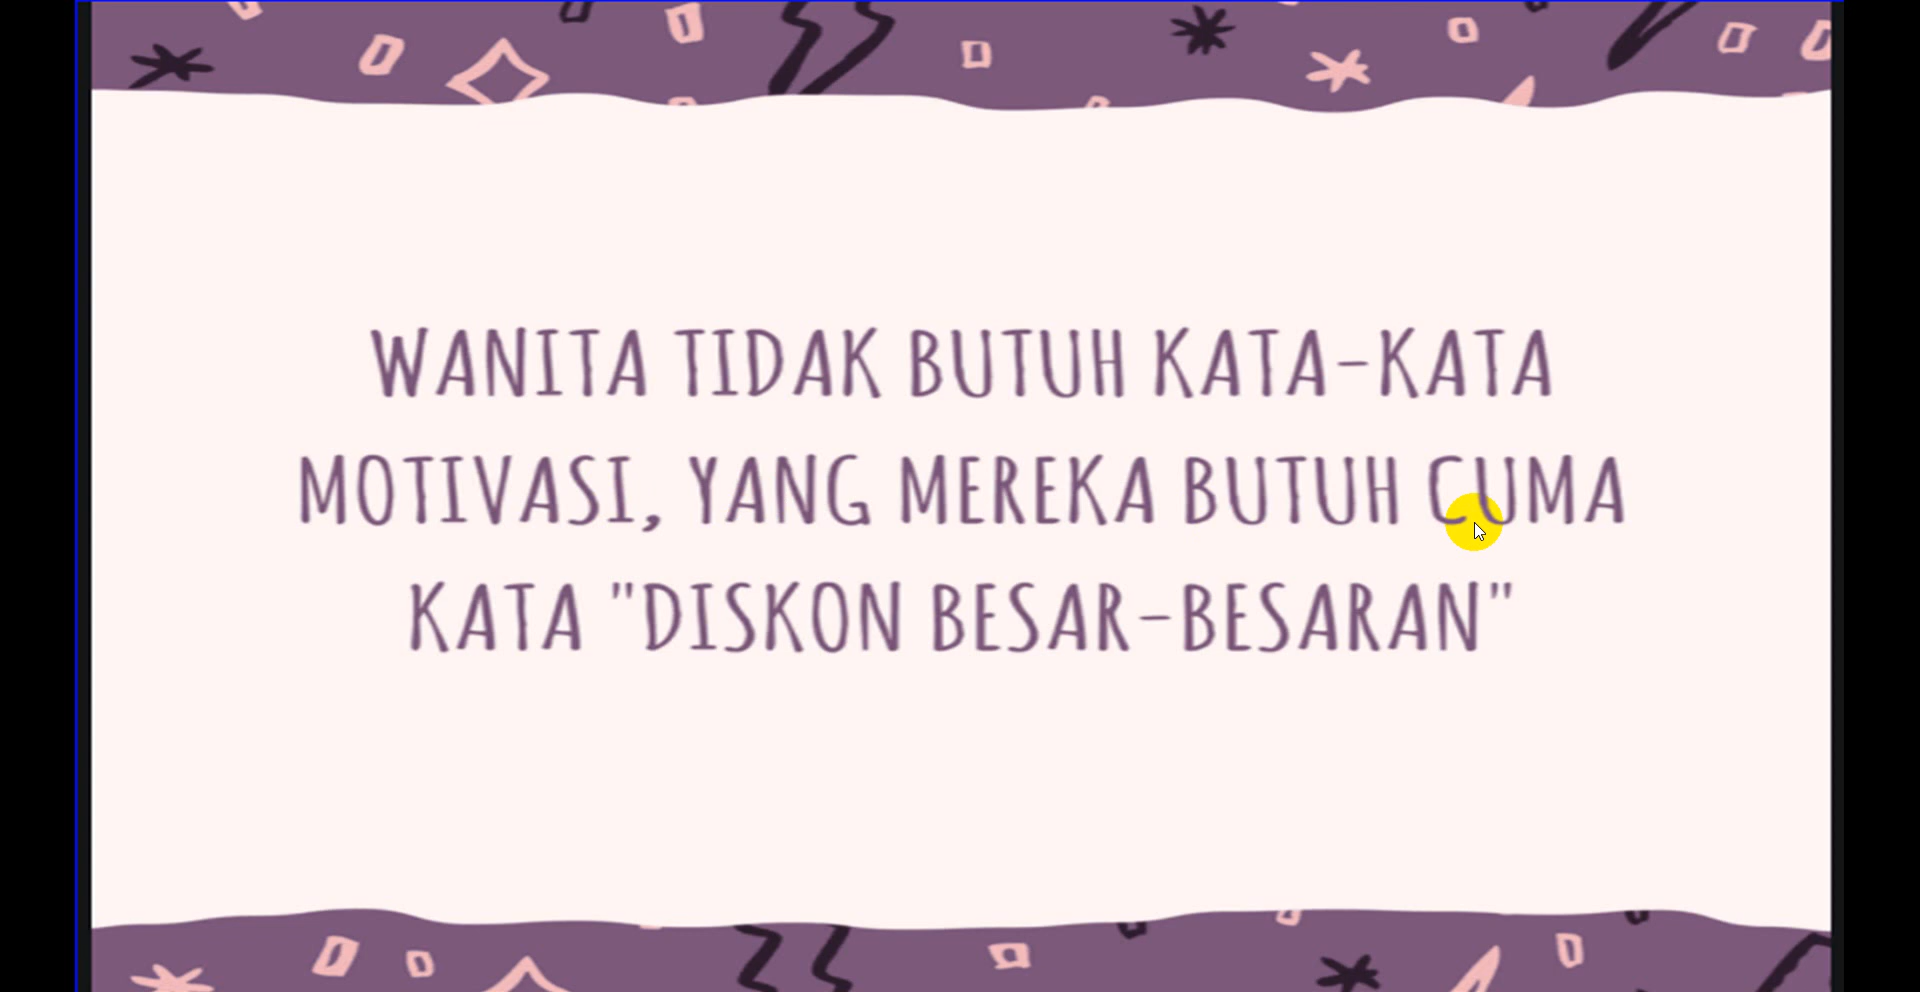 WANITA TIDAK BUTUH KATA-KATA
MOTIVASI, YANG MEREKA BUTUH CUMA
KATA "DISKON BESAR-BESARAN"